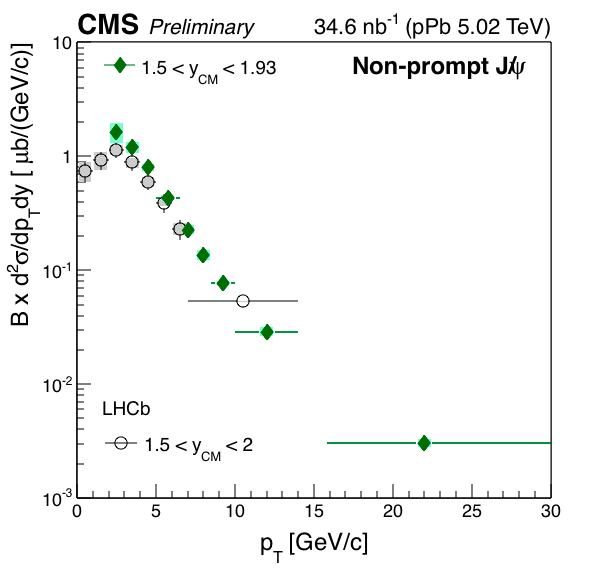 CMS Preliminary 34.6 nb⁻¹ (pPb 5.02 TeV)
1.5 < y_CM < 1.93
Non-prompt J/ψ
B x d²σ/dp_Tdy [ μb/(GeV/c)]
10
1
10⁻¹
10⁻²
10⁻³
LHCb
1.5 < y_CM < 2
0 5 10 15 20 25 30
p_T [GeV/c]